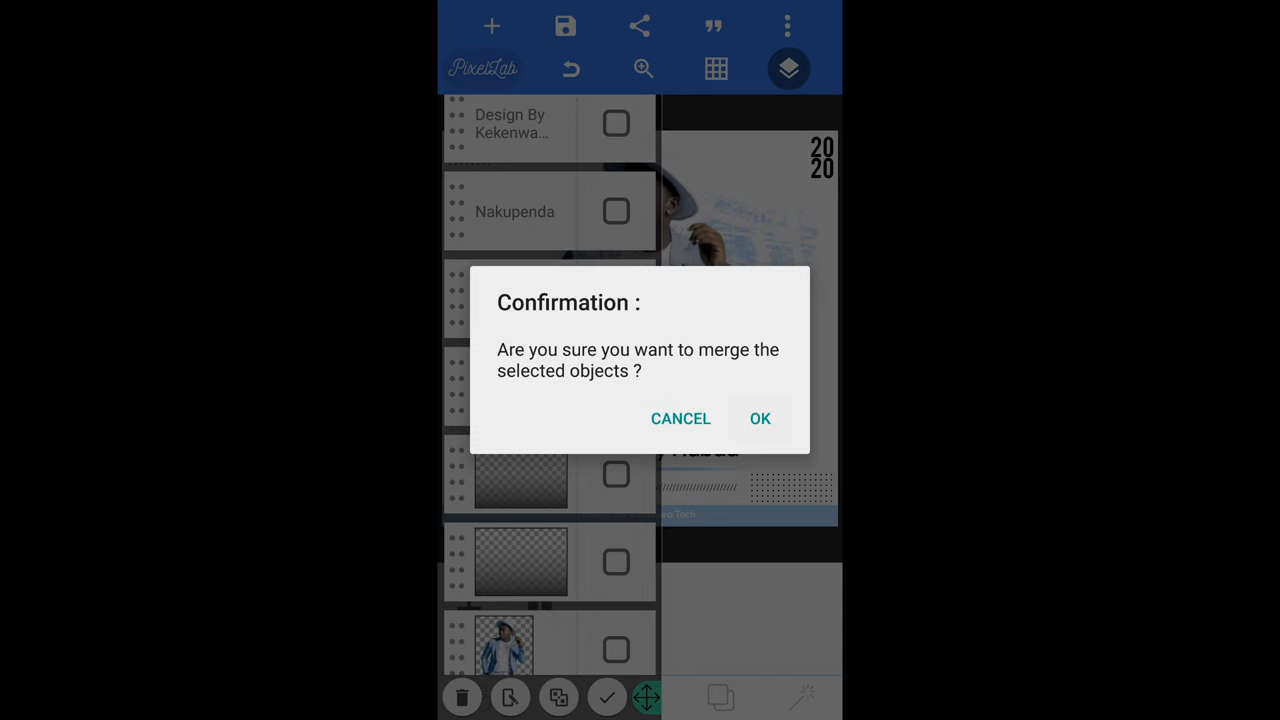 PixelLab
Design By
Kekenwa...
20
20
Nakupenda
Confirmation :
Are you sure you want to merge the
selected objects ?
CANCEL
OK
Tech